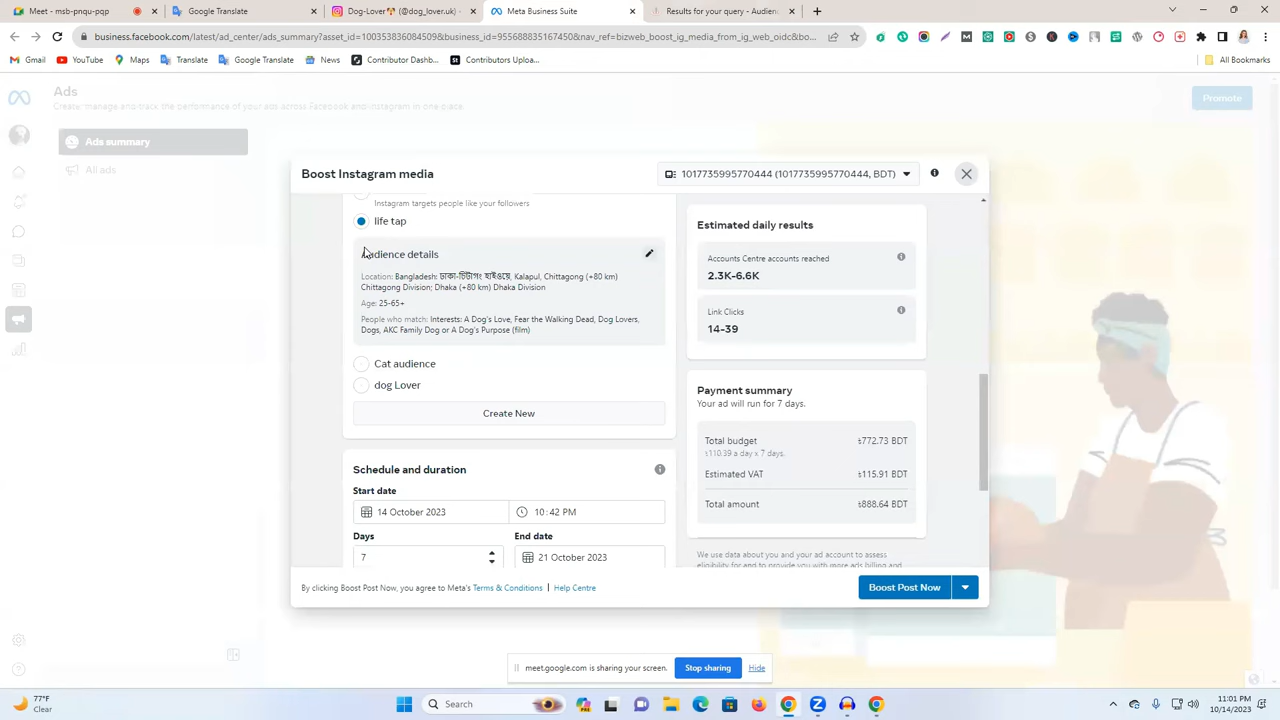 Meet - msb-pnqu-pop
Google Translate
Dog-Lover🐶 (@dog_lover.uk) •
Meta Business Suite
Results for your query - Audien
business.facebook.com/latest/ad_center/ads_summary?asset_id=100353836084509&business_id=955688835167450&nav_ref=bizweb_boost_ig_media_from_ig_web_oidc&bo...
Gmail
YouTube
Maps
Translate
Google Translate
News
Contributor Dashb...
Contributors Uploa...
All Bookmarks
Ads
Create, manage and track the performance of your ads across Facebook and Instagram in one place.
Promote
Ads summary
All ads
Boost Instagram media
1017735995770444 (1017735995770444, BDT)
Instagram targets people like your followers
life tap
Audience details
Location: Bangladesh: ঢাকা-চিটাগং হাইওয়ে, Kalapul, Chittagong (+80 km)
Chittagong Division; Dhaka (+80 km) Dhaka Division
Age: 25-65+
People who match: Interests: A Dog's Love, Fear the Walking Dead, Dog Lovers,
Dogs, AKC Family Dog or A Dog's Purpose (film)
Cat audience
dog Lover
Create New
Schedule and duration
Start date
14 October 2023
10:42 PM
Days
End date
7
21 October 2023
Estimated daily results
Accounts Centre accounts reached
2.3K-6.6K
Link Clicks
14-39
Payment summary
Your ad will run for 7 days.
Total budget
৳772.73 BDT
৳110.39 a day x 7 days.
Estimated VAT
৳115.91 BDT
Total amount
৳888.64 BDT
We use data about you and your ad account to assess
eligibility for and to provide you with more ads billing and
By clicking Boost Post Now, you agree to Meta's Terms & Conditions | Help Centre
Boost Post Now
meet.google.com is sharing your screen.
Stop sharing
Hide
77°F
Clear
Search
11:01 PM
10/14/2023